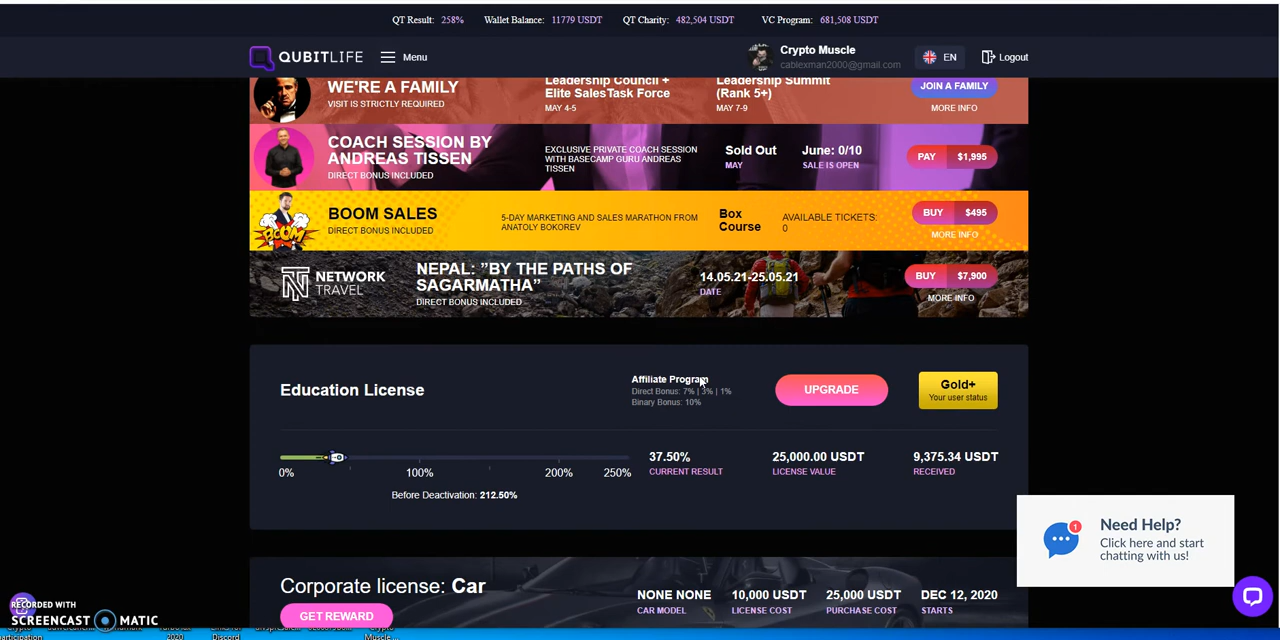 QT Result: 258% Wallet Balance: 11779 USDT QT Charity: 482,504 USDT VC Program: 681,508 USDT
QUBITLIFE Menu Crypto Muscle EN Logout
cablexman2000@gmail.com
WE'RE A FAMILY
VISIT IS STRICTLY REQUIRED
Leadership Council +
Elite SalesTask Force
MAY 4-5
Leadership Summit
(Rank 5+)
MAY 7-9
JOIN A FAMILY
MORE INFO
COACH SESSION BY
ANDREAS TISSEN
DIRECT BONUS INCLUDED
EXCLUSIVE PRIVATE COACH SESSION
WITH BASECAMP GURU ANDREAS
TISSEN
Sold Out
MAY
June: 0/10
SALE IS OPEN
PAY $1,995
BOOM SALES
DIRECT BONUS INCLUDED
BOOM
5-DAY MARKETING AND SALES MARATHON FROM
ANATOLY BOKOREV
Box
Course
AVAILABLE TICKETS:
0
BUY $495
MORE INFO
NETWORK
TRAVEL
NEPAL: ”BY THE PATHS OF
SAGARMATHA”
DIRECT BONUS INCLUDED
14.05.21-25.05.21
DATE
BUY $7,900
MORE INFO
Education License
Affiliate Program
Direct Bonus: 7% | 3% | 1%
Binary Bonus: 10%
UPGRADE
Gold+
Your user status
0% 100% 200% 250%
Before Deactivation: 212.50%
37.50%
CURRENT RESULT
25,000.00 USDT
LICENSE VALUE
9,375.34 USDT
RECEIVED
1
Need Help?
Click here and start
chatting with us!
Corporate license: Car
GET REWARD
NONE NONE
CAR MODEL
10,000 USDT
LICENSE COST
25,000 USDT
PURCHASE COST
DEC 12, 2020
STARTS
RECORDED WITH
SCREENCAST MATIC
2020
Discord
Muscle...